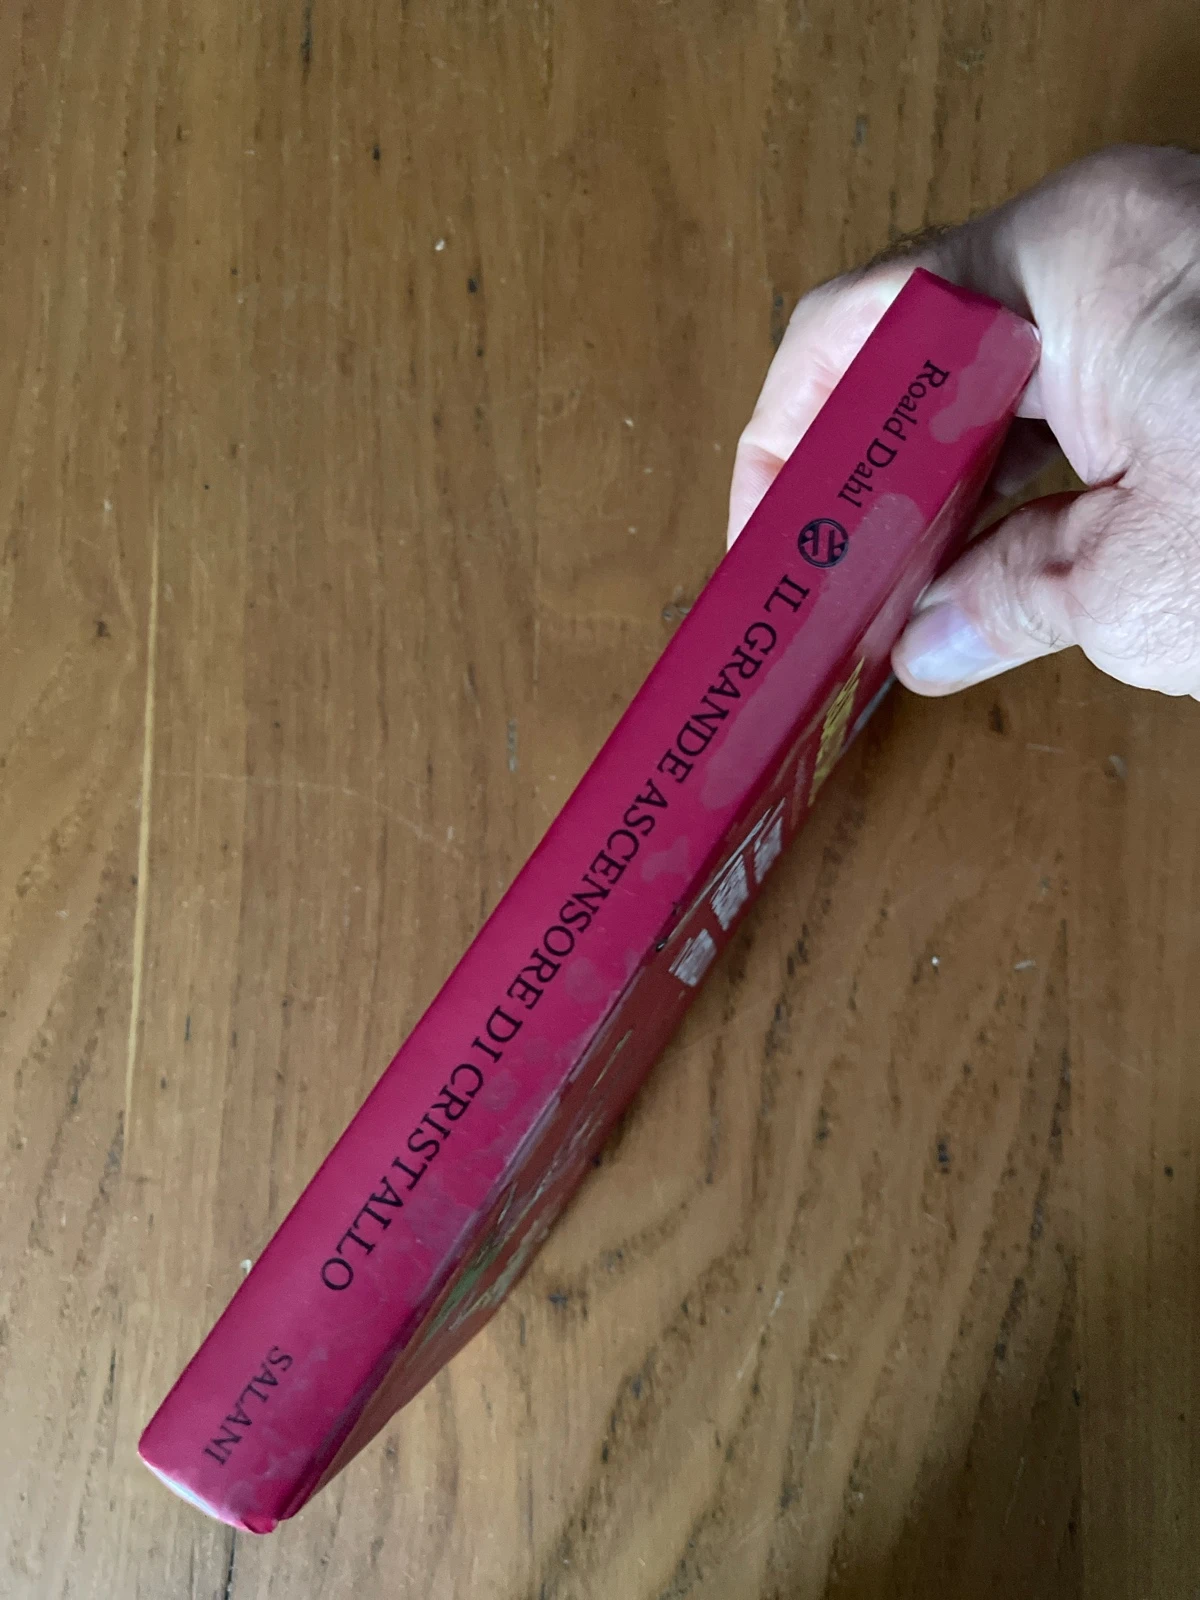 Roald Dahl
IL GRANDE ASCENSORE DI CRISTALLO
SALANI